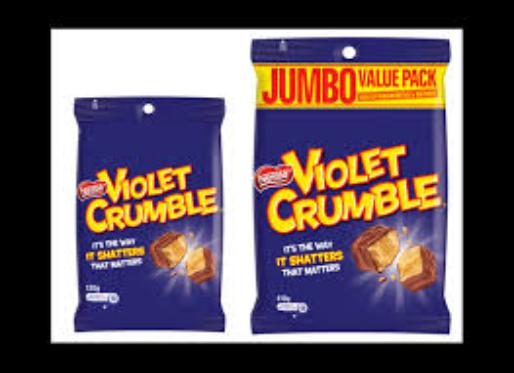 Nestlé
VIOLET
CRUMBLE
IT'S THE WAY
IT SHATTERS
THAT MATTERS
JUMBO VALUE PACK
Nestlé
VIOLET
CRUMBLE
IT'S THE WAY
IT SHATTERS
THAT MATTERS